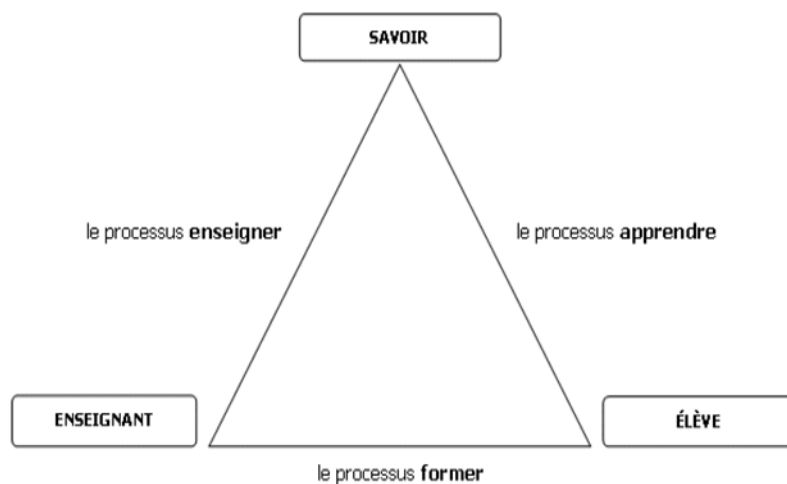 SAVOIR
le processus enseigner
le processus apprendre
ENSEIGNANT
ÉLÈVE
le processus former